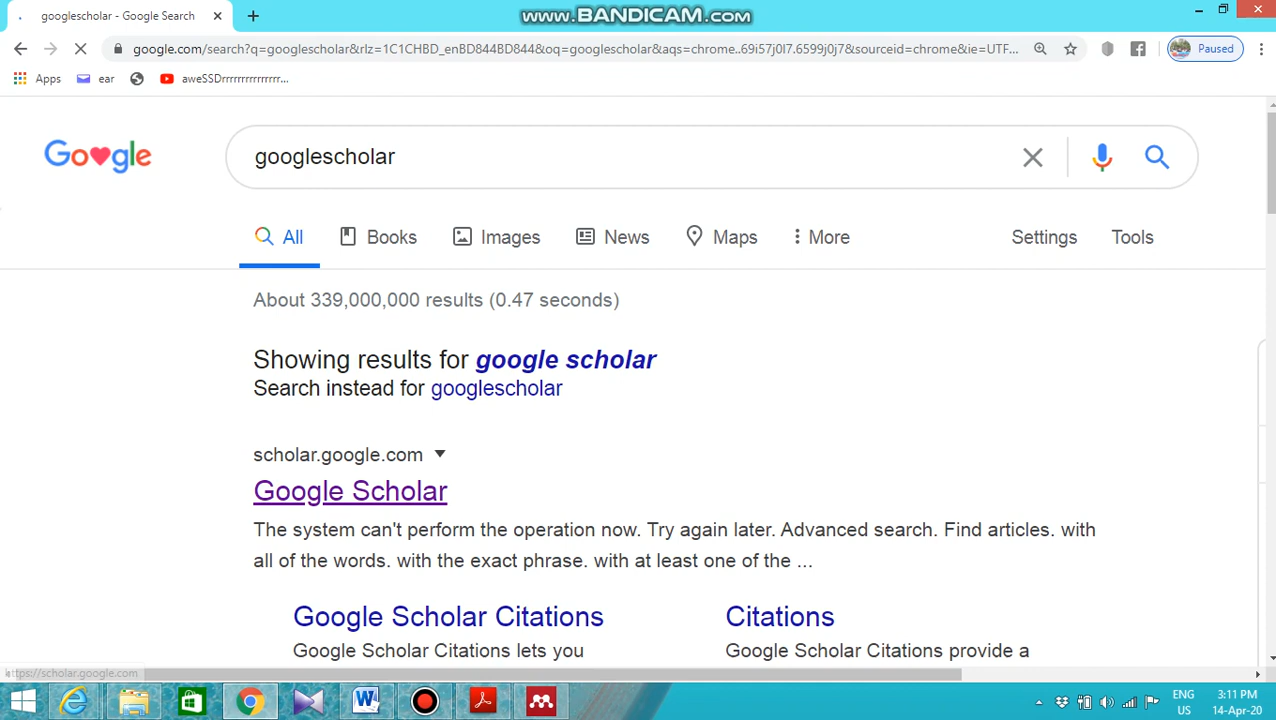 googlescholar - Google Search
WWW.BANDICAM.COM
google.com/search?q=googlescholar&rlz=1C1CHBD_enBD844BD844&oq=googlescholar&aqs=chrome..69i57j0l7.6599j0j7&sourceid=chrome&ie=UTF...
Paused
Apps ear aweSSDrrrrrrrrrrrrrrr...
Google
googlescholar
All Books Images News Maps More Settings Tools
About 339,000,000 results (0.47 seconds)
Showing results for google scholar
Search instead for googlescholar
scholar.google.com
Google Scholar
The system can't perform the operation now. Try again later. Advanced search. Find articles. with
all of the words. with the exact phrase. with at least one of the ...
Google Scholar Citations Citations
Google Scholar Citations lets you Google Scholar Citations provide a
https://scholar.google.com
ENG 3:11 PM
US 14-Apr-20